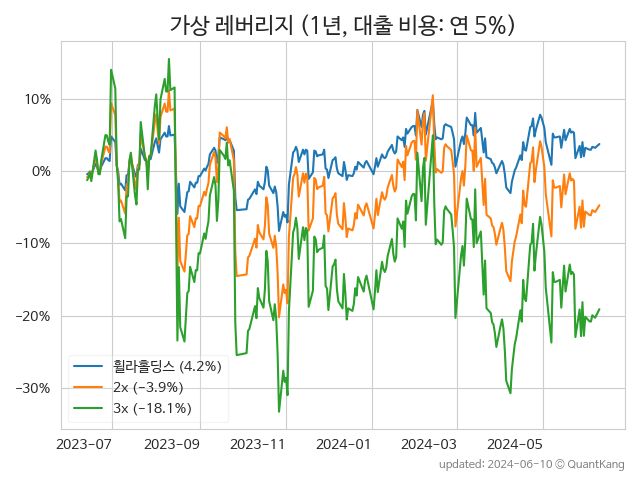 가상 레버리지 (1년, 대출 비용: 연 5%)
10%
0%
−10%
−20%
−30%
휠라홀딩스 (4.2%)
2x (−3.9%)
3x (−18.1%)
2023-07 2023-09 2023-11 2024-01 2024-03 2024-05
updated: 2024-06-10 © QuantKang